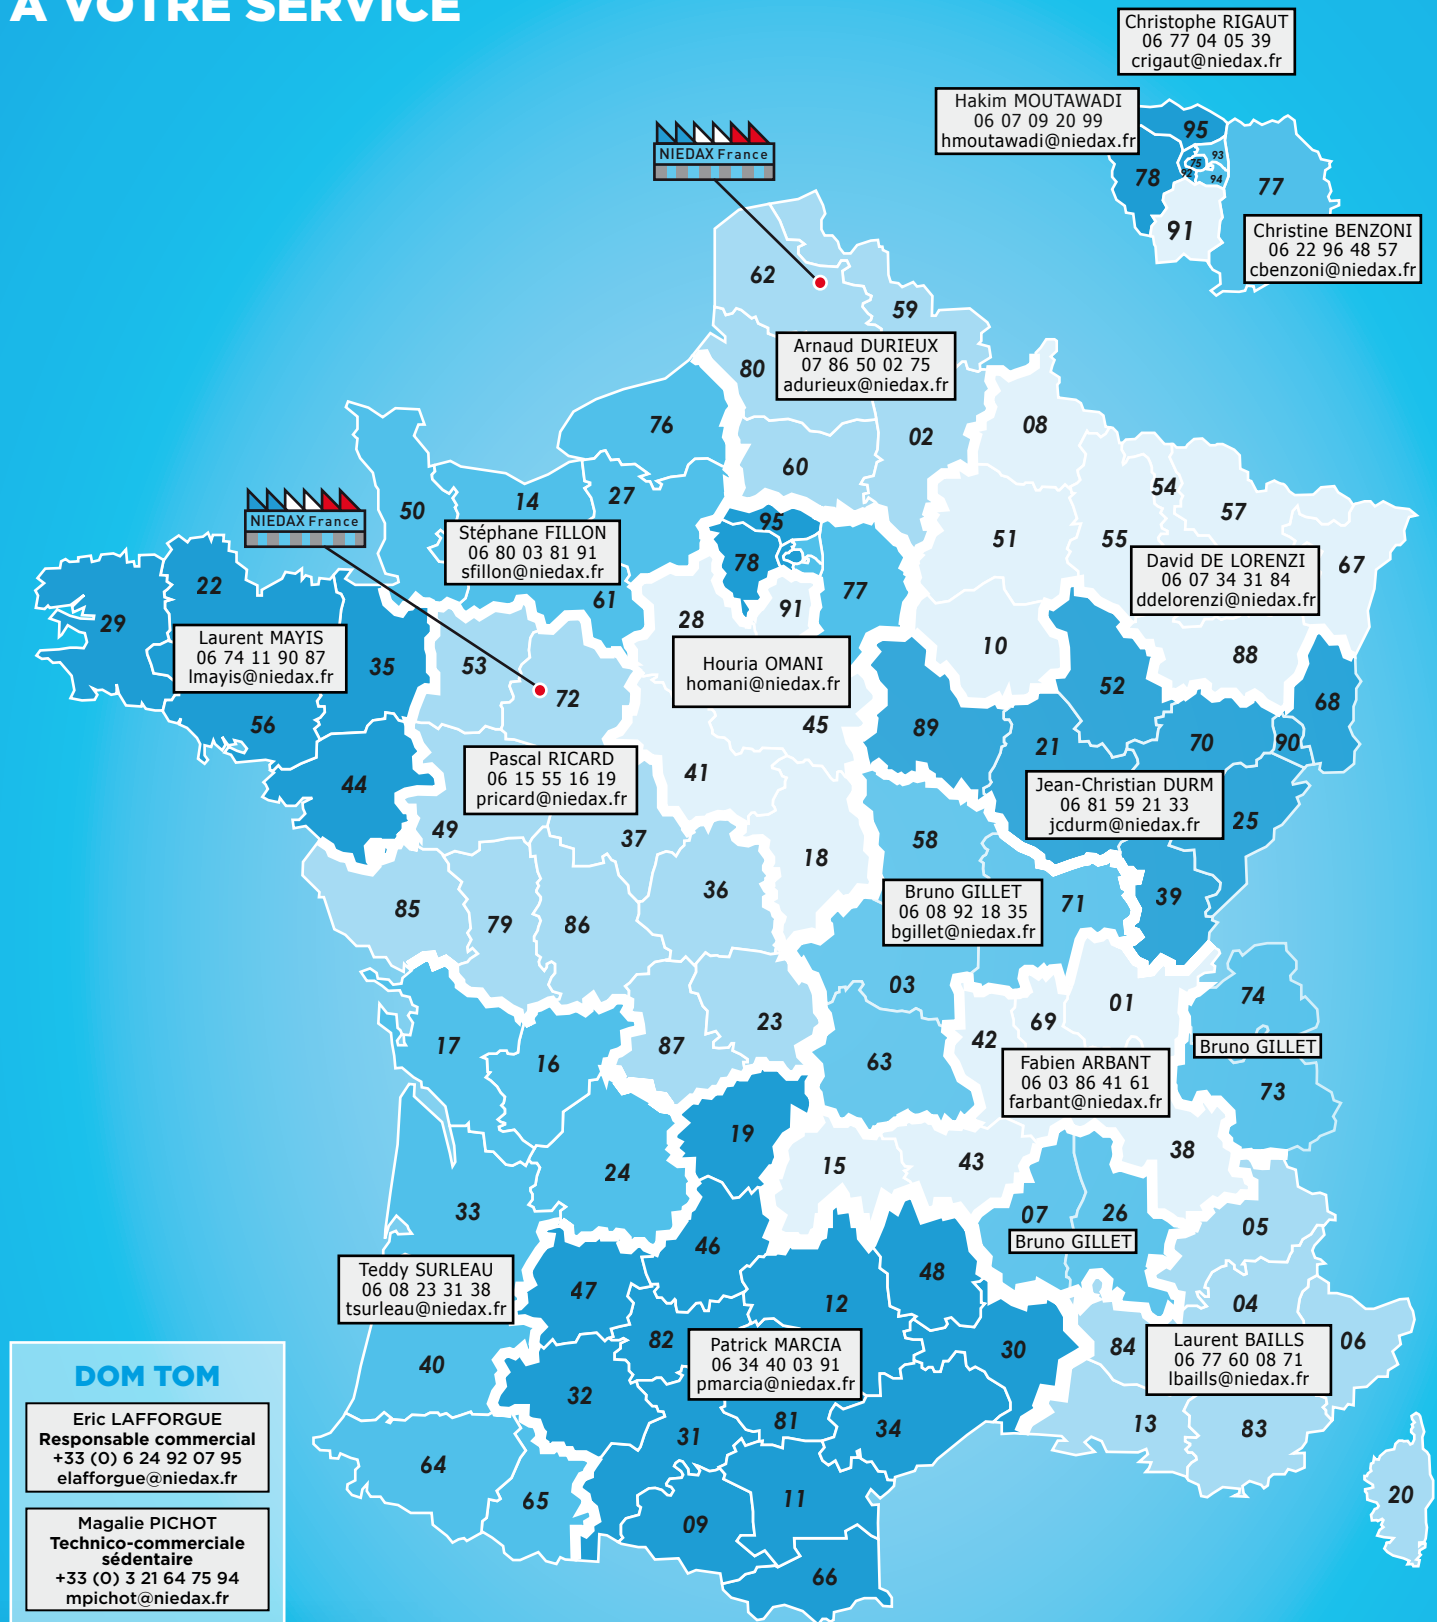 À VOTRE SERVICE
Christophe RIGAUT
06 77 04 05 39
crigaut@niedax.fr
Hakim MOUTAWADI
06 07 09 20 99
hmoutawadi@niedax.fr
95
93
75
92
94
78
77
91
Christine BENZONI
06 22 96 48 57
cbenzoni@niedax.fr
NIEDAX France
62
59
Arnaud DURIEUX
07 86 50 02 75
adurieux@niedax.fr
80
76
02
60
08
54
57
50
14
27
NIEDAX France
Stéphane FILLON
06 80 03 81 91
sfillon@niedax.fr
95
78
77
51
55
67
David DE LORENZI
06 07 34 31 84
ddelorenzi@niedax.fr
22
29
61
28
91
10
88
Laurent MAYIS
06 74 11 90 87
lmayis@niedax.fr
35
53
72
Houria OMANI
homani@niedax.fr
52
68
56
45
89
21
70
90
44
Pascal RICARD
06 15 55 16 19
pricard@niedax.fr
41
Jean-Christian DURM
06 81 59 21 33
jcdurm@niedax.fr
25
49
37
18
58
36
Bruno GILLET
06 08 92 18 35
bgillet@niedax.fr
71
39
85
79
86
03
74
01
23
69
42
17
87
Bruno GILLET
16
63
Fabien ARBANT
06 03 86 41 61
farbant@niedax.fr
73
19
38
24
15
43
33
07
26
05
Bruno GILLET
46
48
Teddy SURLEAU
06 08 23 31 38
tsurleau@niedax.fr
47
12
04
82
Patrick MARCIA
06 34 40 03 91
pmarcia@niedax.fr
30
84
Laurent BAILLS
06 77 60 08 71
lbaills@niedax.fr
06
40
32
81
34
13
83
31
64
65
11
09
20
66
DOM TOM
Eric LAFFORGUE
Responsable commercial
+33 (0) 6 24 92 07 95
elafforgue@niedax.fr
Magalie PICHOT
Technico-commerciale
sédentaire
+33 (0) 3 21 64 75 94
mpichot@niedax.fr